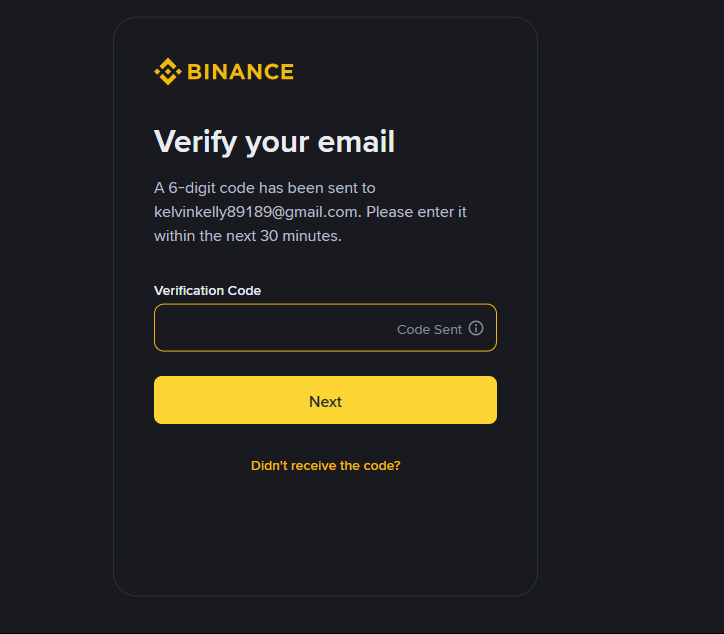 BINANCE
Verify your email
A 6-digit code has been sent to
kelvinkelly89189@gmail.com. Please enter it
within the next 30 minutes.
Verification Code
Code Sent
Next
Didn't receive the code?